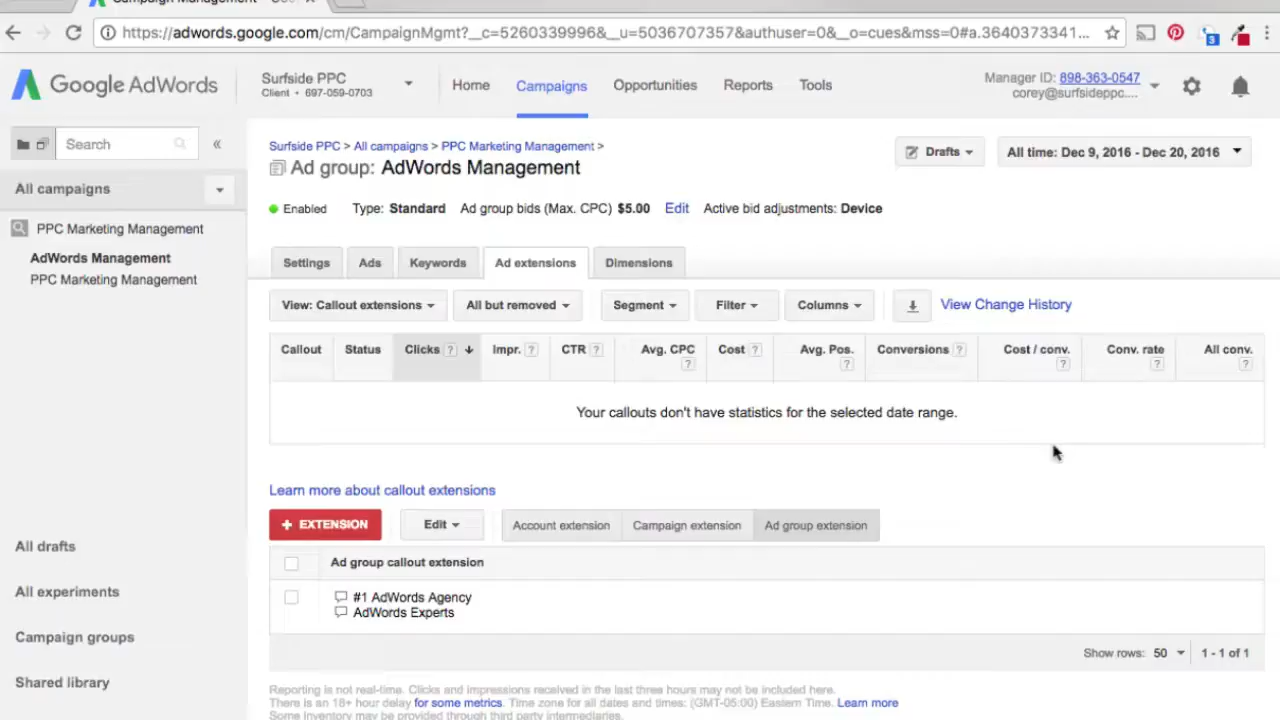 https://adwords.google.com/cm/CampaignMgmt?__c=5260339996&__u=5036707357&authuser=0&__o=cues&mss=0#a.3640373341...
3
Google AdWords
Surfside PPC
Client • 697-059-0703
Home
Campaigns
Opportunities
Reports
Tools
Manager ID: 898-363-0547
corey@surfsideppc....
Search
«
Surfside PPC > All campaigns > PPC Marketing Management >
Ad group: AdWords Management
Drafts
All time: Dec 9, 2016 - Dec 20, 2016
All campaigns
Enabled Type: Standard Ad group bids (Max. CPC) $5.00 Edit Active bid adjustments: Device
PPC Marketing Management
AdWords Management
PPC Marketing Management
Settings
Ads
Keywords
Ad extensions
Dimensions
View: Callout extensions
All but removed
Segment
Filter
Columns
View Change History
Callout
Status
Clicks ?
Impr. ?
CTR ?
Avg. CPC ?
Cost ?
Avg. Pos. ?
Conversions ?
Cost / conv. ?
Conv. rate ?
All conv. ?
Your callouts don't have statistics for the selected date range.
Learn more about callout extensions
+ EXTENSION
Edit
Account extension
Campaign extension
Ad group extension
Ad group callout extension
#1 AdWords Agency
AdWords Experts
Show rows: 50
1 - 1 of 1
All drafts
All experiments
Campaign groups
Shared library
Reporting is not real-time. Clicks and impressions received in the last three hours may not be included here.
There is an 18+ hour delay for some metrics. Time zone for all dates and times: (GMT-05:00) Eastern Time. Learn more
Some inventory may be provided through third party intermediaries.